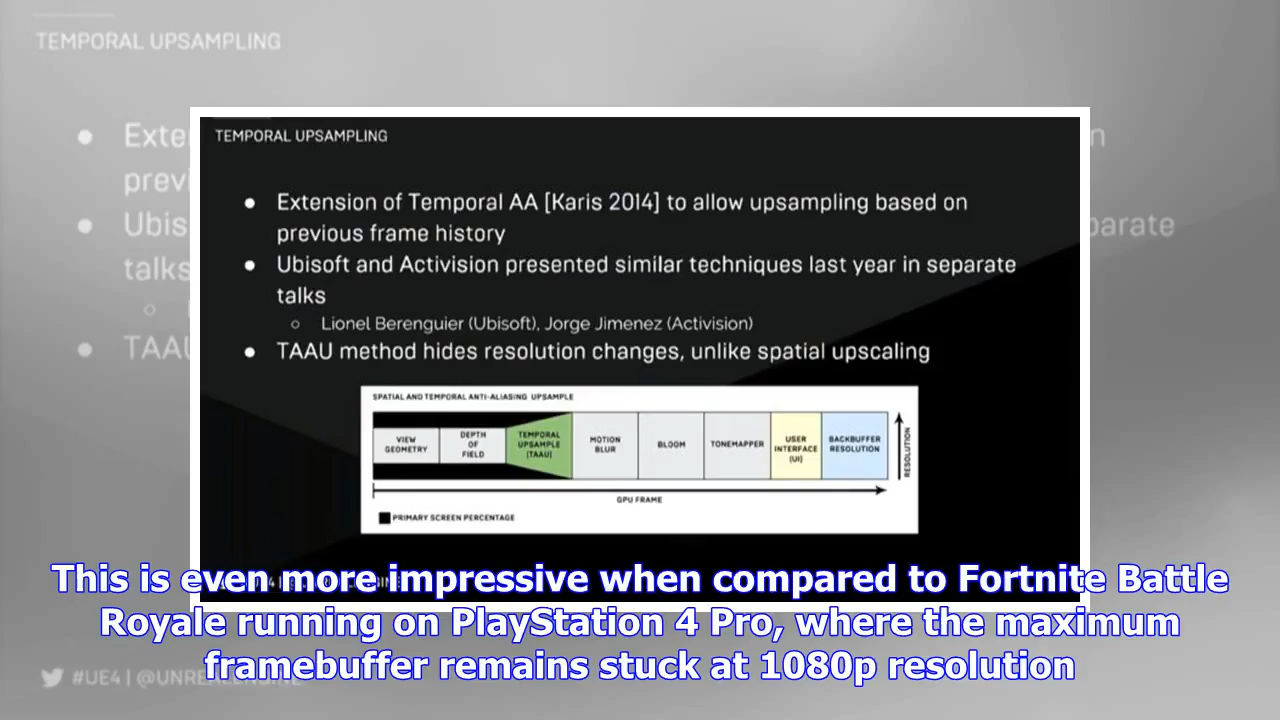 TEMPORAL UPSAMPLING
TEMPORAL UPSAMPLING
• Extension of Temporal AA [Karis 2014] to allow upsampling based on
previous frame history
• Ubisoft and Activision presented similar techniques last year in separate
talks
○ Lionel Berenguier (Ubisoft), Jorge Jimenez (Activision)
• TAAU method hides resolution changes, unlike spatial upscaling
SPATIAL AND TEMPORAL ANTI-ALIASING UPSAMPLE
VIEW GEOMETRY
DEPTH OF FIELD
TEMPORAL UPSAMPLE (TAAU)
MOTION BLUR
BLOOM
TONEMAPPER
USER INTERFACE (UI)
BACKBUFFER RESOLUTION
RESOLUTION
GPU FRAME
PRIMARY SCREEN PERCENTAGE
This is even more impressive when compared to Fortnite Battle
Royale running on PlayStation 4 Pro, where the maximum
framebuffer remains stuck at 1080p resolution
#UE4 | @UNREALENGINE